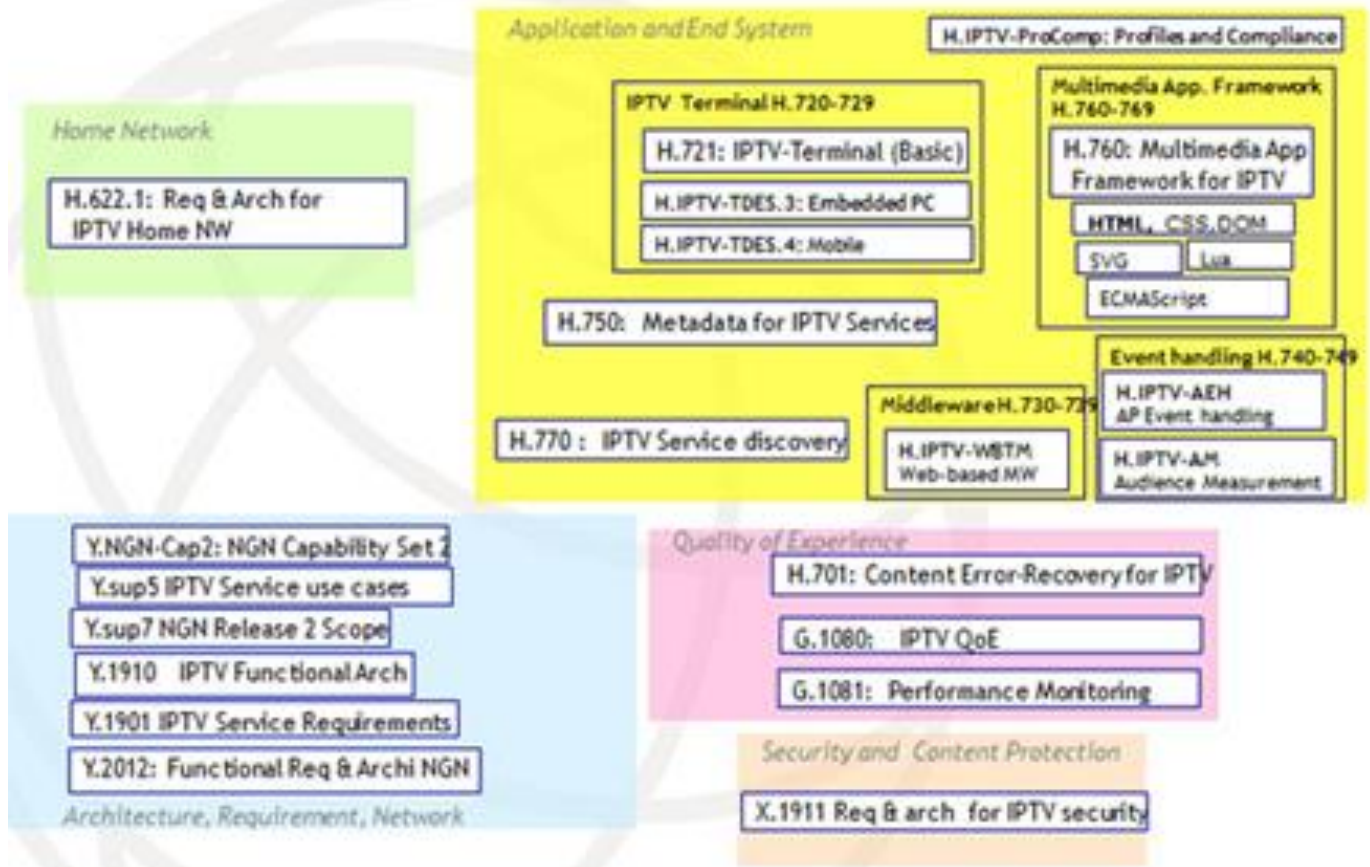 Application and End System
H.IPTV-ProComp: Profiles and Compliance
IPTV Terminal H.720-729
H.721: IPTV-Terminal (Basic)
H.IPTV-TDES.3: Embedded PC
H.IPTV-TDES.4: Mobile
Multimedia App. Framework
H.760-769
H.760: Multimedia App
Framework for IPTV
HTML, CSS,DOM
SVG
Lua
ECMAScript
H.750: Metadata for IPTV Services
Event handling H.740-749
H.IPTV-AEH
AP Event handling
H.IPTV-AM
Audience Measurement
Middleware H.730-739
H.IPTV-WBTM
Web-based MW
H.770 : IPTV Service discovery
Home Network
H.622.1: Req & Arch for
IPTV Home NW
Y.NGN-Cap2: NGN Capability Set 2
Y.sup5 IPTV Service use cases
Y.sup7 NGN Release 2 Scope
Y.1910 IPTV Functional Arch
Y.1901 IPTV Service Requirements
Y.2012: Functional Req & Archi NGN
Architecture, Requirement, Network
Quality of Experience
H.701: Content Error-Recovery for IPTV
G.1080: IPTV QoE
G.1081: Performance Monitoring
Security and Content Protection
X.1911 Req & arch for IPTV security